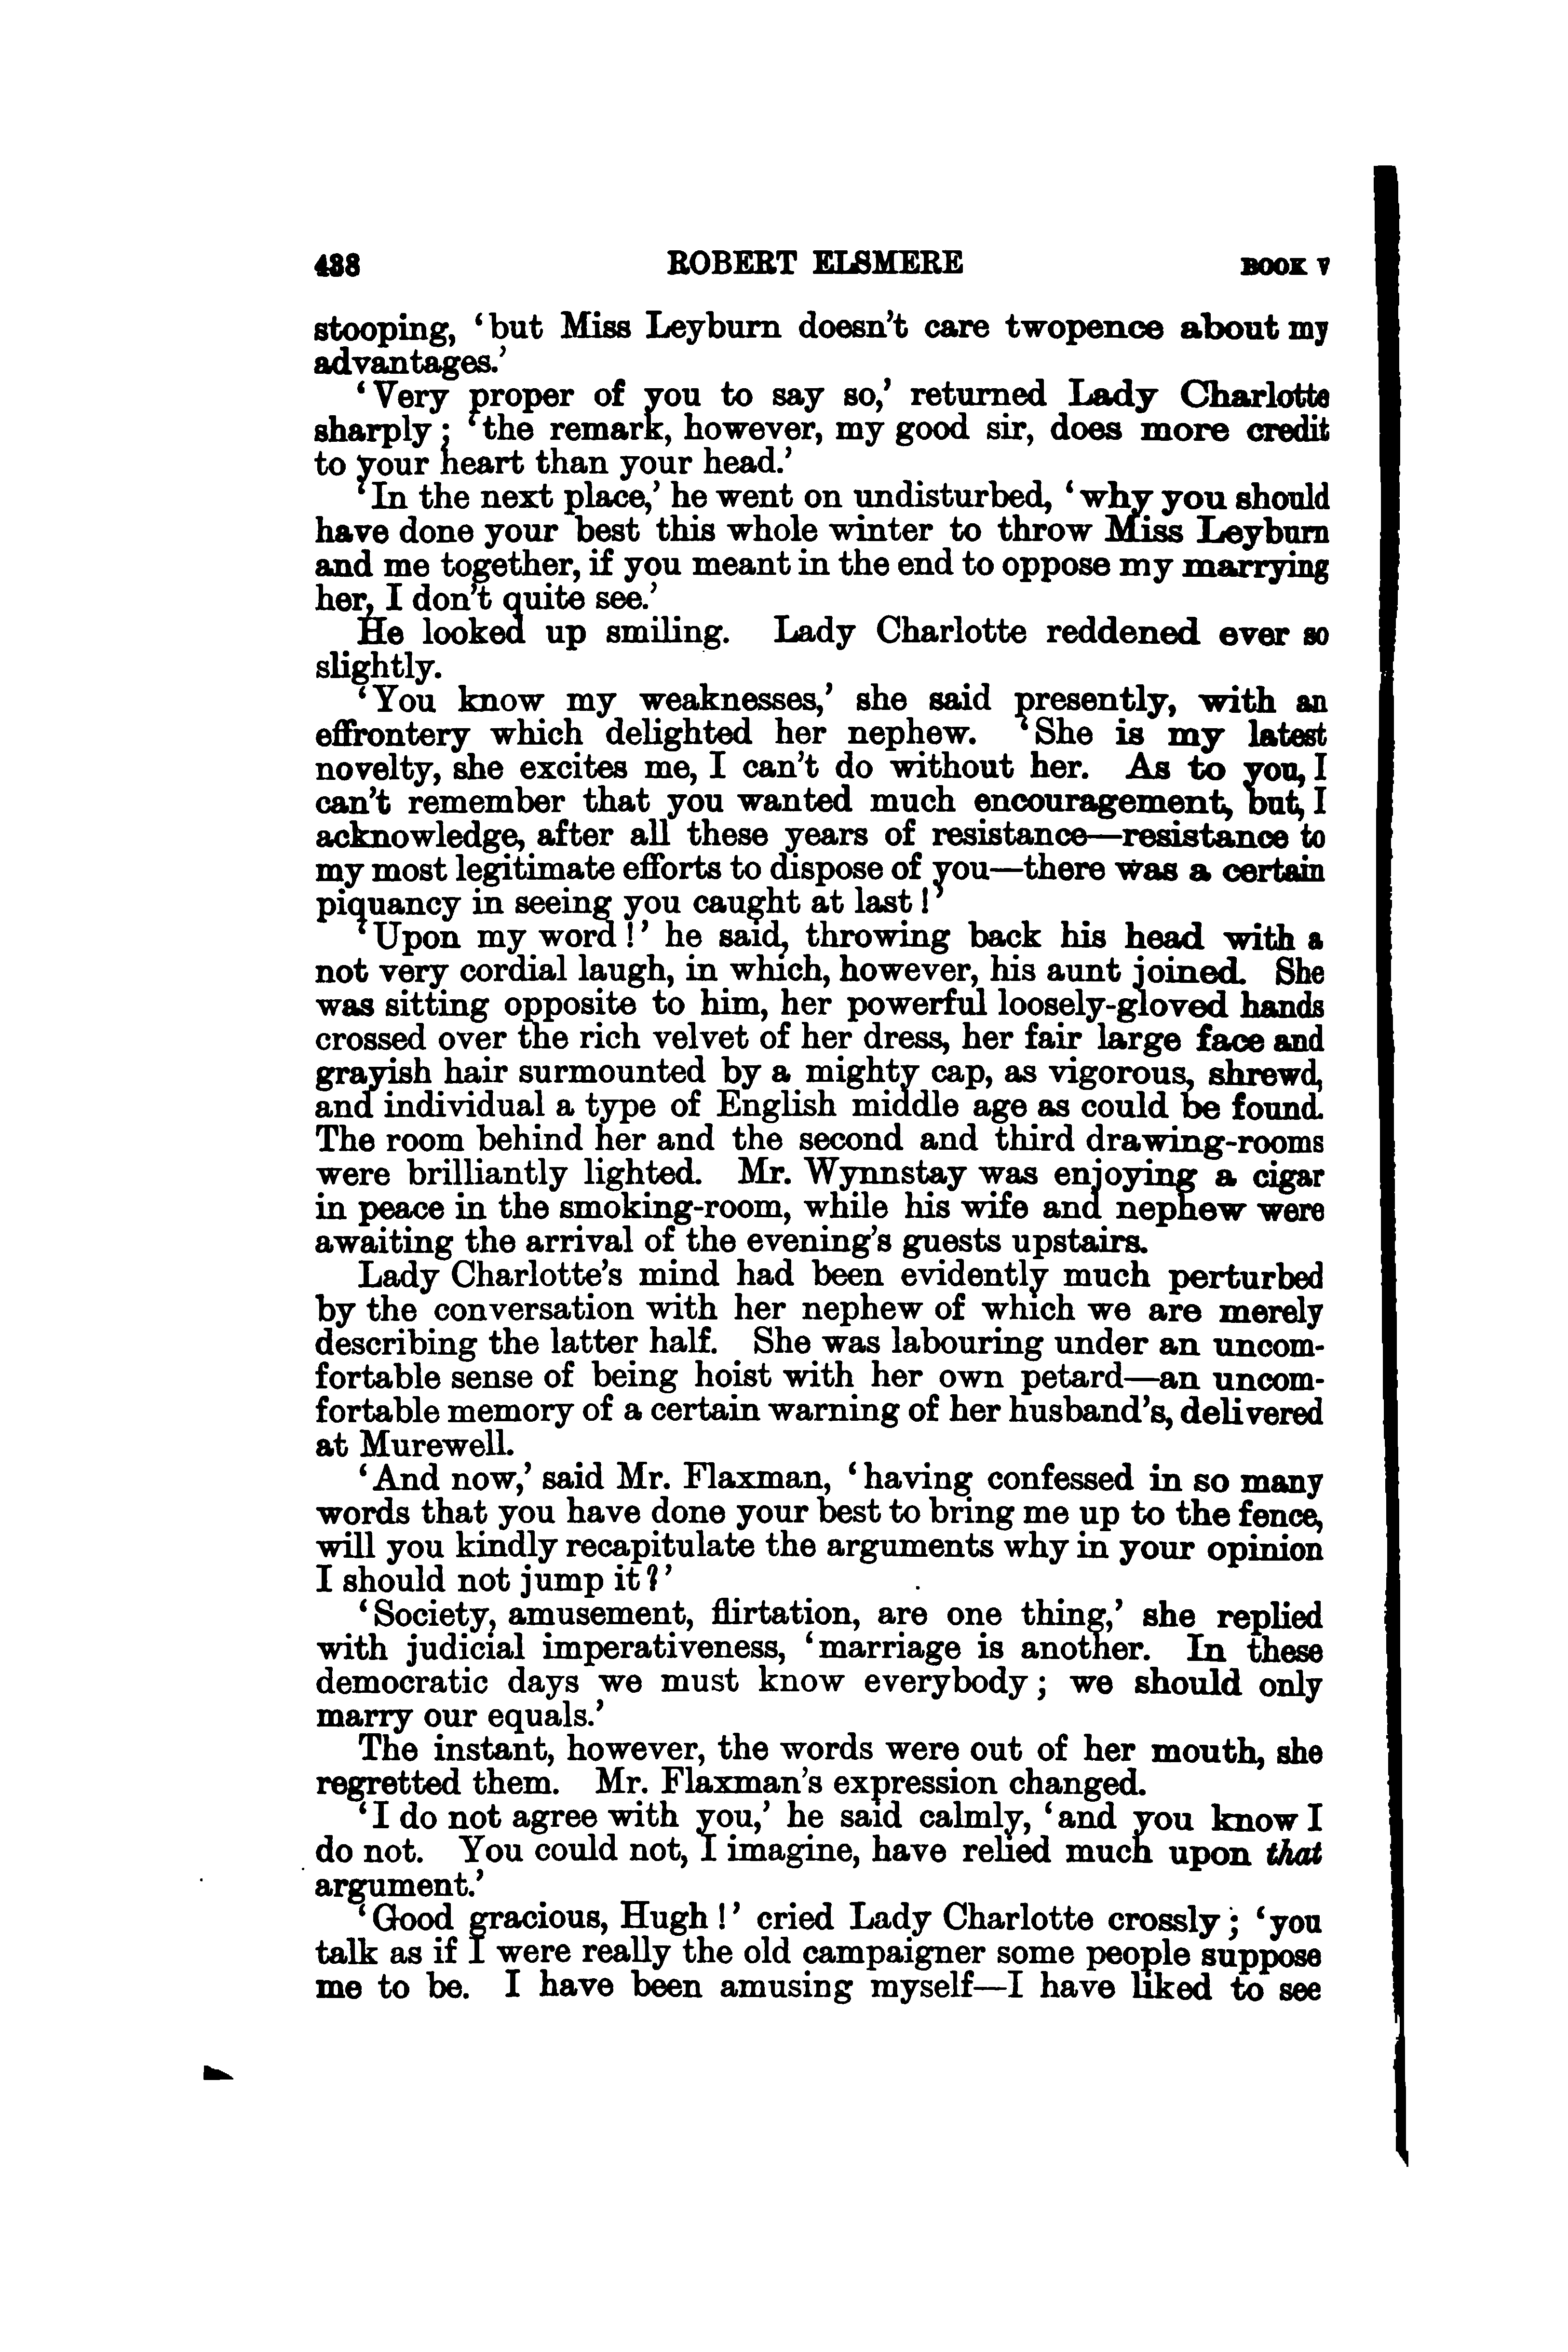 438 ROBERT ELSMERE BOOK V
stooping, ‘but Miss Leyburn doesn’t care twopence about my
advantages.’
‘Very proper of you to say so,’ returned Lady Charlotte
sharply; ‘the remark, however, my good sir, does more credit
to your heart than your head.’
‘In the next place,’ he went on undisturbed, ‘why you should
have done your best this whole winter to throw Miss Leyburn
and me together, if you meant in the end to oppose my marrying
her, I don’t quite see.’
He looked up smiling. Lady Charlotte reddened ever so
slightly.
‘You know my weaknesses,’ she said presently, with an
effrontery which delighted her nephew. ‘She is my latest
novelty, she excites me, I can’t do without her. As to you, I
can’t remember that you wanted much encouragement, but, I
acknowledge, after all these years of resistance—resistance to
my most legitimate efforts to dispose of you—there was a certain
piquancy in seeing you caught at last!’
‘Upon my word!’ he said, throwing back his head with a
not very cordial laugh, in which, however, his aunt joined. She
was sitting opposite to him, her powerful loosely-gloved hands
crossed over the rich velvet of her dress, her fair large face and
grayish hair surmounted by a mighty cap, as vigorous, shrewd,
and individual a type of English middle age as could be found.
The room behind her and the second and third drawing-rooms
were brilliantly lighted. Mr. Wynnstay was enjoying a cigar
in peace in the smoking-room, while his wife and nephew were
awaiting the arrival of the evening’s guests upstairs.
Lady Charlotte’s mind had been evidently much perturbed
by the conversation with her nephew of which we are merely
describing the latter half. She was labouring under an uncom-
fortable sense of being hoist with her own petard—an uncom-
fortable memory of a certain warning of her husband’s, delivered
at Murewell.
‘And now,’ said Mr. Flaxman, ‘having confessed in so many
words that you have done your best to bring me up to the fence,
will you kindly recapitulate the arguments why in your opinion
I should not jump it?’
‘Society, amusement, flirtation, are one thing,’ she replied
with judicial imperativeness, ‘marriage is another. In these
democratic days we must know everybody; we should only
marry our equals.’
The instant, however, the words were out of her mouth, she
regretted them. Mr. Flaxman’s expression changed.
‘I do not agree with you,’ he said calmly, ‘and you know I
do not. You could not, I imagine, have relied much upon that
argument.’
‘Good gracious, Hugh!’ cried Lady Charlotte crossly; ‘you
talk as if I were really the old campaigner some people suppose
me to be. I have been amusing myself—I have liked to see